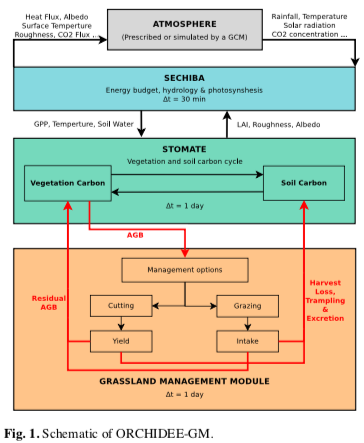 Heat Flux, Albedo
Surface Temperture
Roughness, CO2 Flux ...
ATMOSPHERE
(Prescribed or simulated by a GCM)
Rainfall, Temperature
Solar radiation
CO2 concentration ...
SECHIBA
Energy budget, hydrology & photosynshesis
Δt = 30 min
GPP, Temperture, Soil Water
LAI, Roughness, Albedo
STOMATE
Vegetation and soil carbon cycle
Vegetation Carbon
Soil Carbon
Δt = 1 day
AGB
Management options
Residual
AGB
Harvest
Loss,
Trampling
&
Excretion
Cutting
Grazing
Yield
Intake
GRASSLAND MANAGEMENT MODULE
Δt = 1 day
Fig. 1. Schematic of ORCHIDEE-GM.